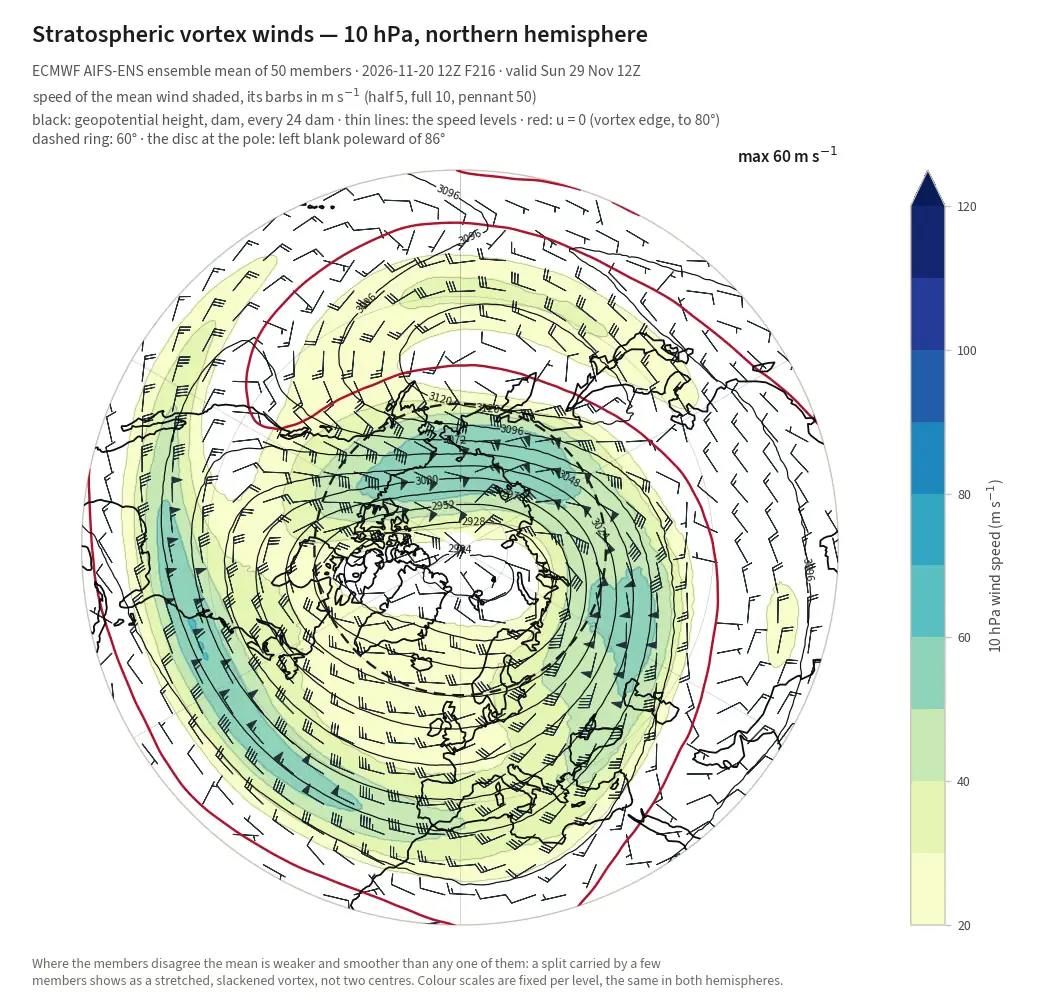 Stratospheric vortex winds — 10 hPa, northern hemisphere
ECMWF AIFS-ENS ensemble mean of 50 members · 2026-11-20 12Z F216 · valid Sun 29 Nov 12Z
speed of the mean wind shaded, its barbs in m s⁻¹ (half 5, full 10, pennant 50)
black: geopotential height, dam, every 24 dam · thin lines: the speed levels · red: u = 0 (vortex edge, to 80°)
dashed ring: 60° · the disc at the pole: left blank poleward of 86°
max 60 m s⁻¹
3096
3096
3120
3096
3048
2952
2928
120
100
80
60
40
20
10 hPa wind speed (m s⁻¹)
Where the members disagree the mean is weaker and smoother than any one of them: a split carried by a few
members shows as a stretched, slackened vortex, not two centres. Colour scales are fixed per level, the same in both hemispheres.